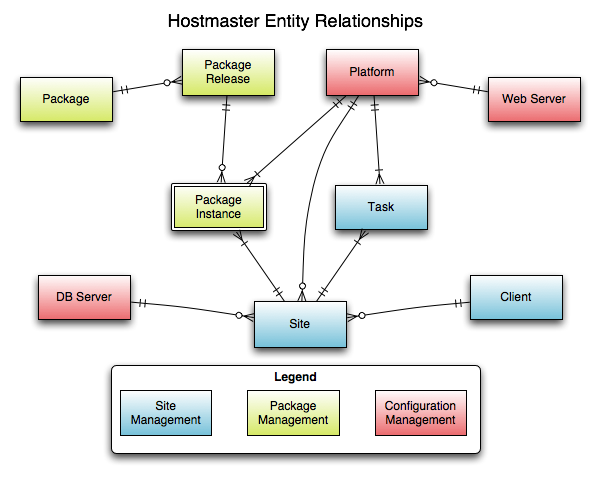 Hostmaster Entity Relationships
Package
Release
Platform
Package
Web Server
Package
Instance
Task
DB Server
Client
Site
Legend
Site
Management
Package
Management
Configuration
Management